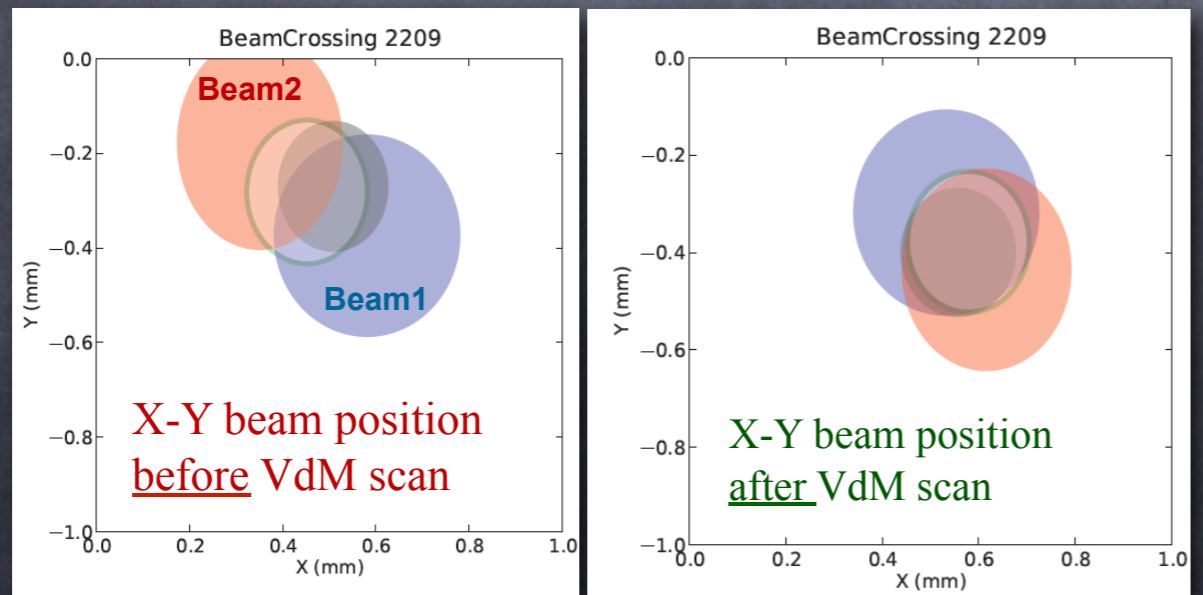 BeamCrossing 2209
0.0
Beam2
−0.2
−0.4
Beam1
Y (mm)
−0.6
X-Y beam position
before VdM scan
−0.8
−1.0
0.0 0.2 0.4 0.6 0.8 1.0
X (mm)
BeamCrossing 2209
0.0
−0.2
−0.4
Y (mm)
−0.6
X-Y beam position
after VdM scan
−0.8
−1.0
0.0 0.2 0.4 0.6 0.8 1.0
X (mm)